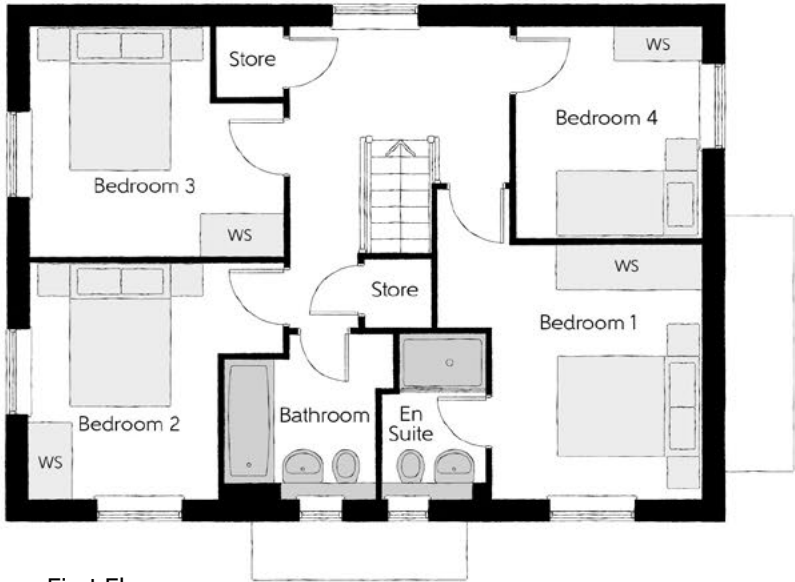 Store
WS
Bedroom 4
Bedroom 3
WS
WS
Store
Bedroom 1
Bathroom
En
Suite
Bedroom 2
WS